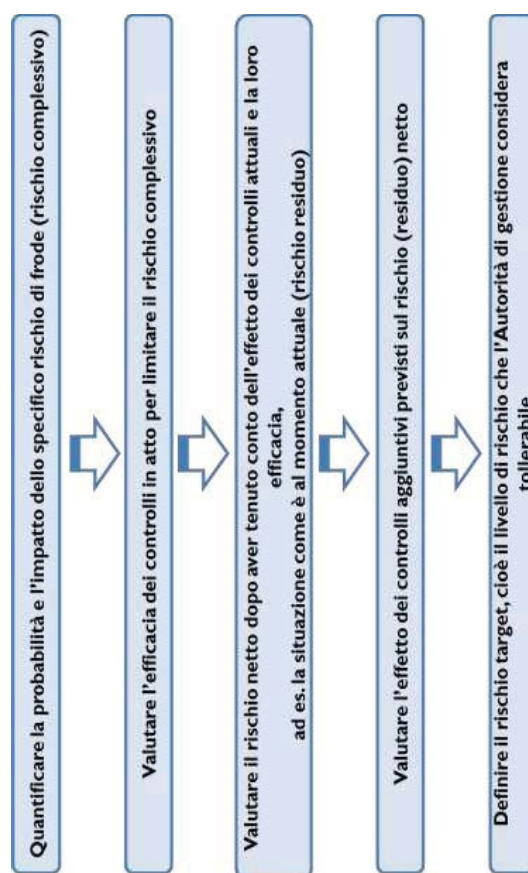 Quantificare la probabilità e l'impatto dello specifico rischio di frode (rischio complessivo)
Valutare l'efficacia dei controlli in atto per limitare il rischio complessivo
Valutare il rischio netto dopo aver tenuto conto dell'effetto dei controlli attuali e la loro
efficacia,
ad es. la situazione come è al momento attuale (rischio residuo)
Valutare l'effetto dei controlli aggiuntivi previsti sul rischio (residuo) netto
Definire il rischio target, cioè il livello di rischio che l'Autorità di gestione considera
tollerabile